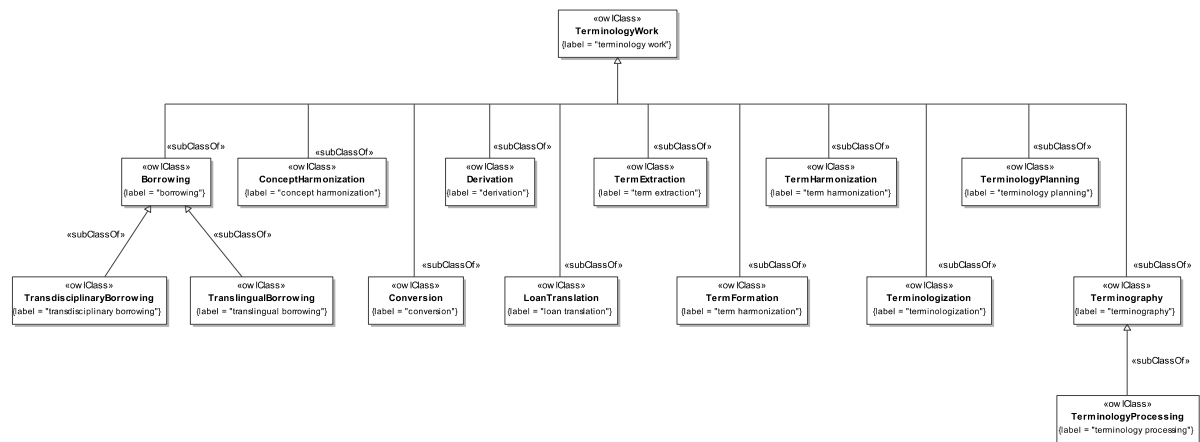 «owlClass»
TerminologyWork
{label = "terminology work"}
«subClassOf»
«subClassOf»
«subClassOf»
«subClassOf»
«subClassOf»
«subClassOf»
«owlClass»
Borrowing
{label = "borrowing"}
«owlClass»
ConceptHarmonization
{label = "concept harmonization"}
«owlClass»
Derivation
{label = "derivation"}
«owlClass»
TermExtraction
{label = "term extraction"}
«owlClass»
TermHarmonization
{label = "term harmonization"}
«owlClass»
TerminologyPlanning
{label = "terminology planning"}
«subClassOf»
«subClassOf»
«subClassOf»
«subClassOf»
«subClassOf»
«subClassOf»
«subClassOf»
«owlClass»
TransdisciplinaryBorrowing
{label = "transdisciplinary borrowing"}
«owlClass»
TranslingualBorrowing
{label = "translingual borrowing"}
«owlClass»
Conversion
{label = "conversion"}
«owlClass»
LoanTranslation
{label = "loan translation"}
«owlClass»
TermFormation
{label = "term harmonization"}
«owlClass»
Terminologization
{label = "terminologization"}
«owlClass»
Terminography
{label = "terminography"}
«subClassOf»
«owlClass»
TerminologyProcessing
{label = "terminology processing"}